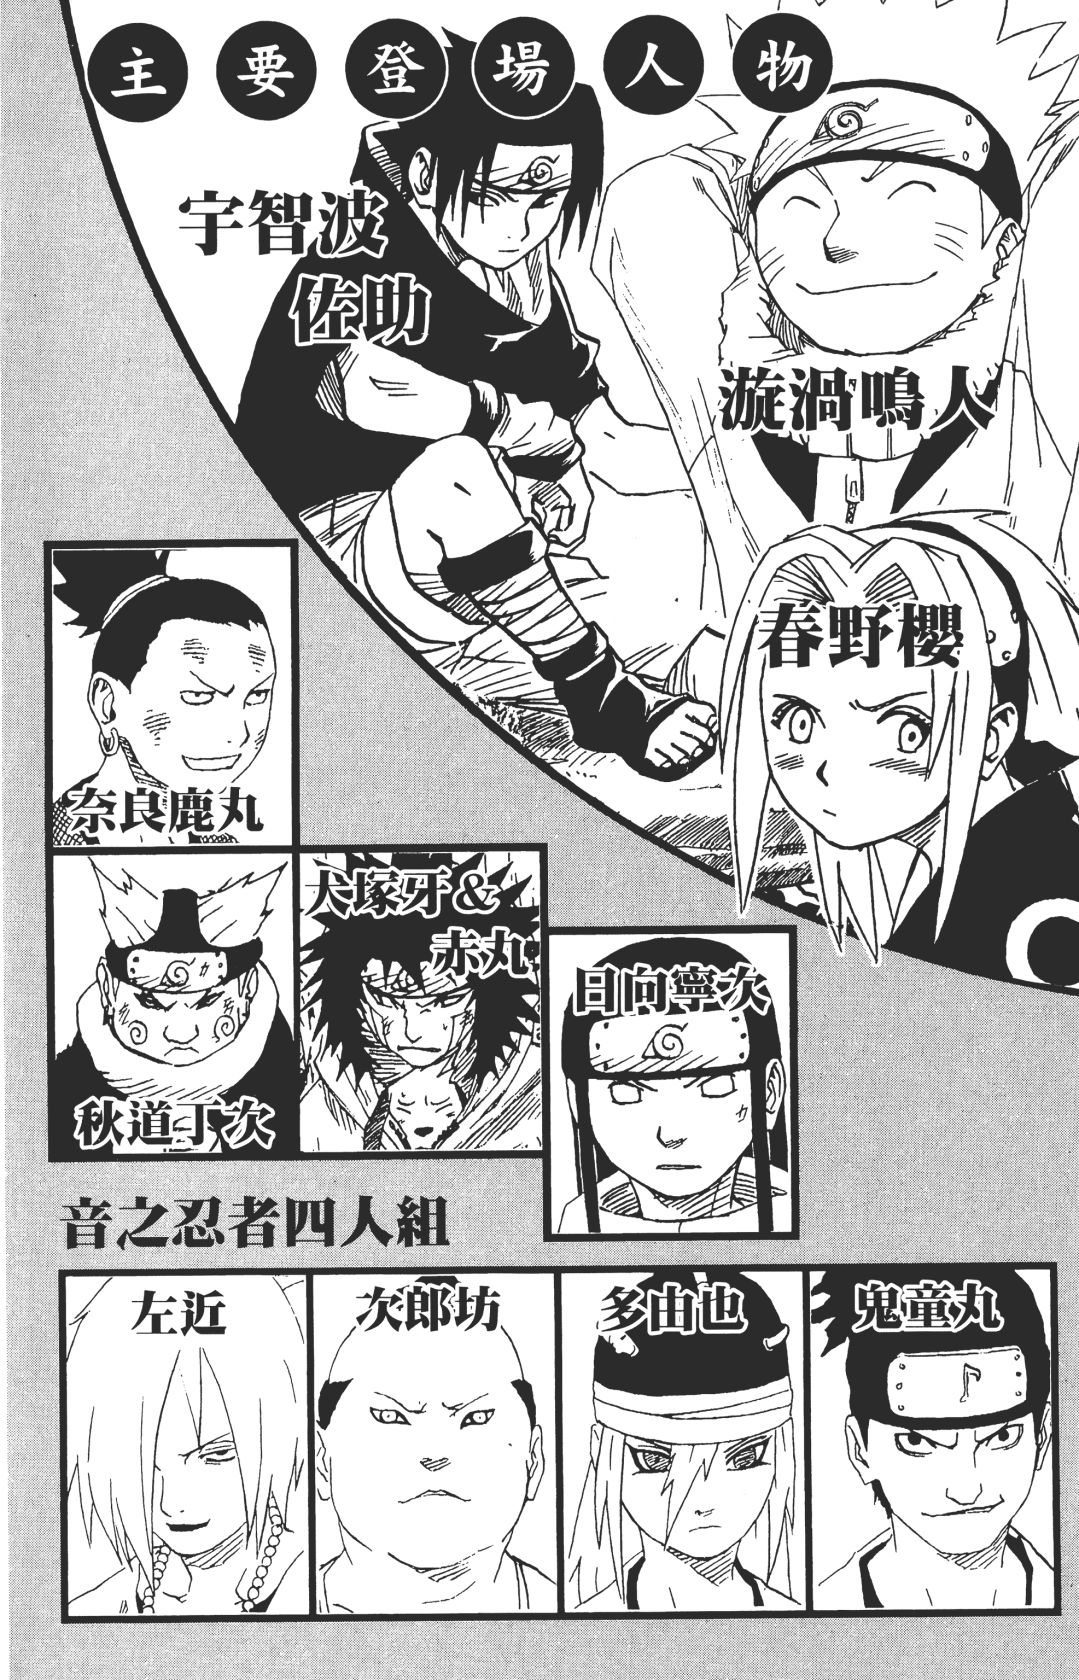 主要登場人物
宇智波
佐助
漩渦鳴人
春野櫻
奈良鹿丸
秋道丁次
犬塚牙&
赤丸
日向寧次
音之忍者四人組
左近
次郎坊
多由也
鬼童丸